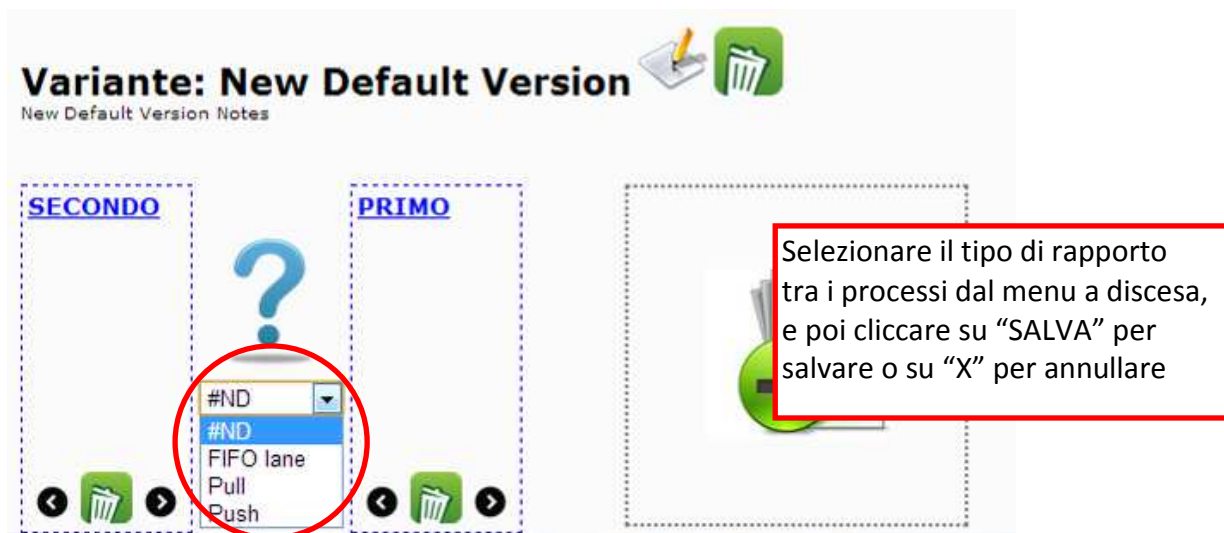 Variante: New Default Version
New Default Version Notes
SECONDO
PRIMO
Selezionare il tipo di rapporto
tra i processi dal menu a discesa,
e poi cliccare su “SALVA” per
salvare o su “X” per annullare
#ND
#ND
FIFO lane
Pull
Push